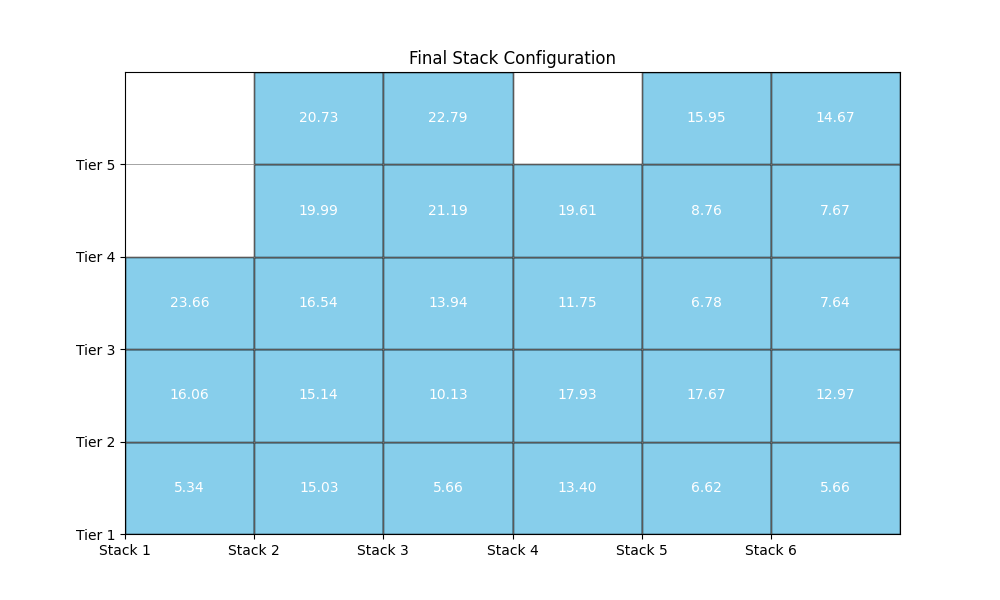 Final Stack Configuration
20.73 22.79 15.95 14.67
Tier 5
19.99 21.19 19.61 8.76 7.67
Tier 4
23.66 16.54 13.94 11.75 6.78 7.64
Tier 3
16.06 15.14 10.13 17.93 17.67 12.97
Tier 2
5.34 15.03 5.66 13.40 6.62 5.66
Tier 1
Stack 1 Stack 2 Stack 3 Stack 4 Stack 5 Stack 6